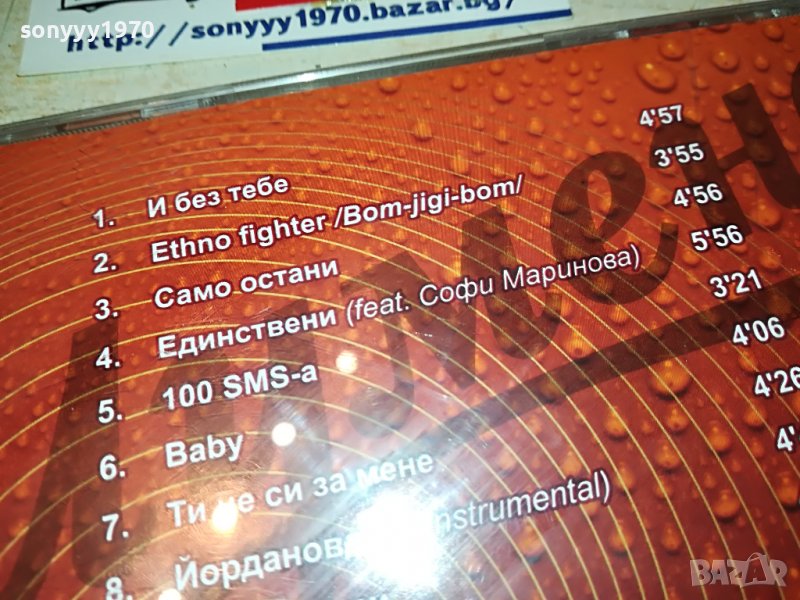 sonyyy1970
http://sonyyy1970.bazar.bg/
1. И без тебе 4'57
2. Ethno fighter /Bom-jigi-bom/ 3'55
3. Само остани 4'56
4. Единствени (feat. Софи Маринова) 5'56
5. 100 SMS-a 3'21
6. Baby 4'06
7. Ти не си за мене 4'26
8.
BAZAR